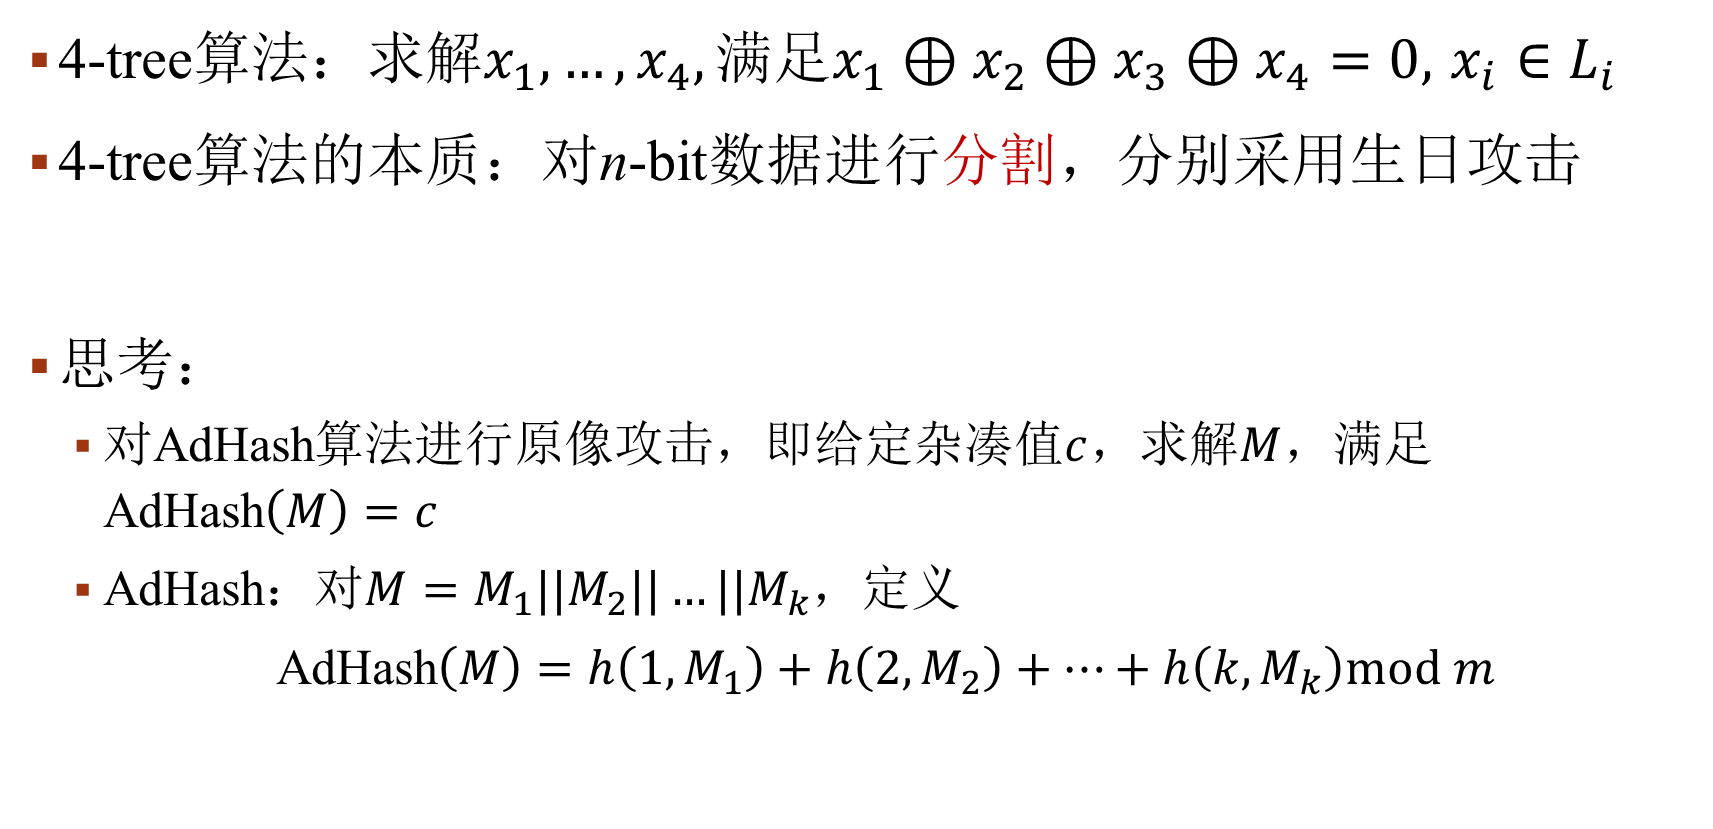 ▪ 4-tree算法：求解𝑥₁, … , 𝑥₄, 满足𝑥₁ ⊕ 𝑥₂ ⊕ 𝑥₃ ⊕ 𝑥₄ = 0, 𝑥ᵢ ∈ 𝐿ᵢ
▪ 4-tree算法的本质：对n-bit数据进行分割，分别采用生日攻击
▪ 思考：
▪ 对AdHash算法进行原像攻击，即给定杂凑值𝑐，求解𝑀，满足
AdHash(𝑀) = 𝑐
▪ AdHash：对𝑀 = 𝑀₁||𝑀₂|| … ||𝑀ₖ，定义
AdHash(𝑀) = ℎ(1, 𝑀₁) + ℎ(2, 𝑀₂) + ⋯ + ℎ(𝑘, 𝑀ₖ)mod 𝑚